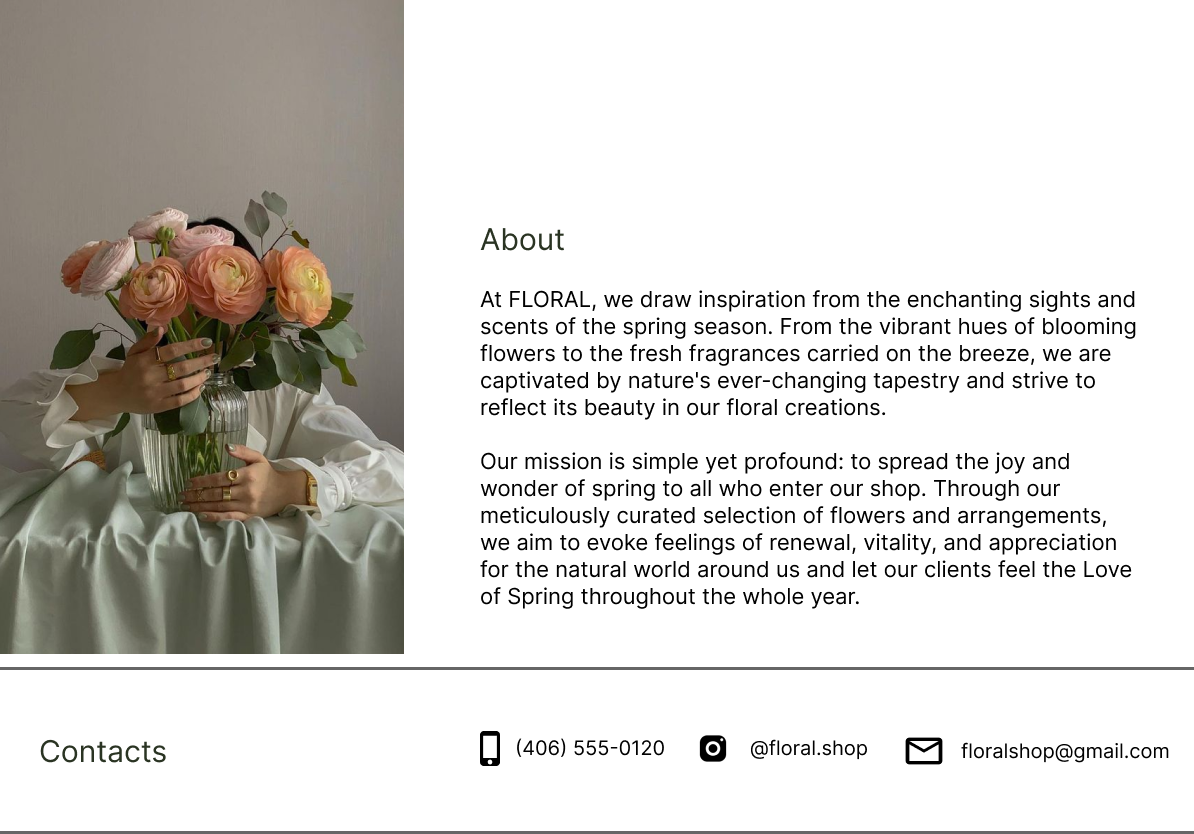 About
At FLORAL, we draw inspiration from the enchanting sights and
scents of the spring season. From the vibrant hues of blooming
flowers to the fresh fragrances carried on the breeze, we are
captivated by nature's ever-changing tapestry and strive to
reflect its beauty in our floral creations.
Our mission is simple yet profound: to spread the joy and
wonder of spring to all who enter our shop. Through our
meticulously curated selection of flowers and arrangements,
we aim to evoke feelings of renewal, vitality, and appreciation
for the natural world around us and let our clients feel the Love
of Spring throughout the whole year.
Contacts
(406) 555-0120
@floral.shop
floralshop@gmail.com